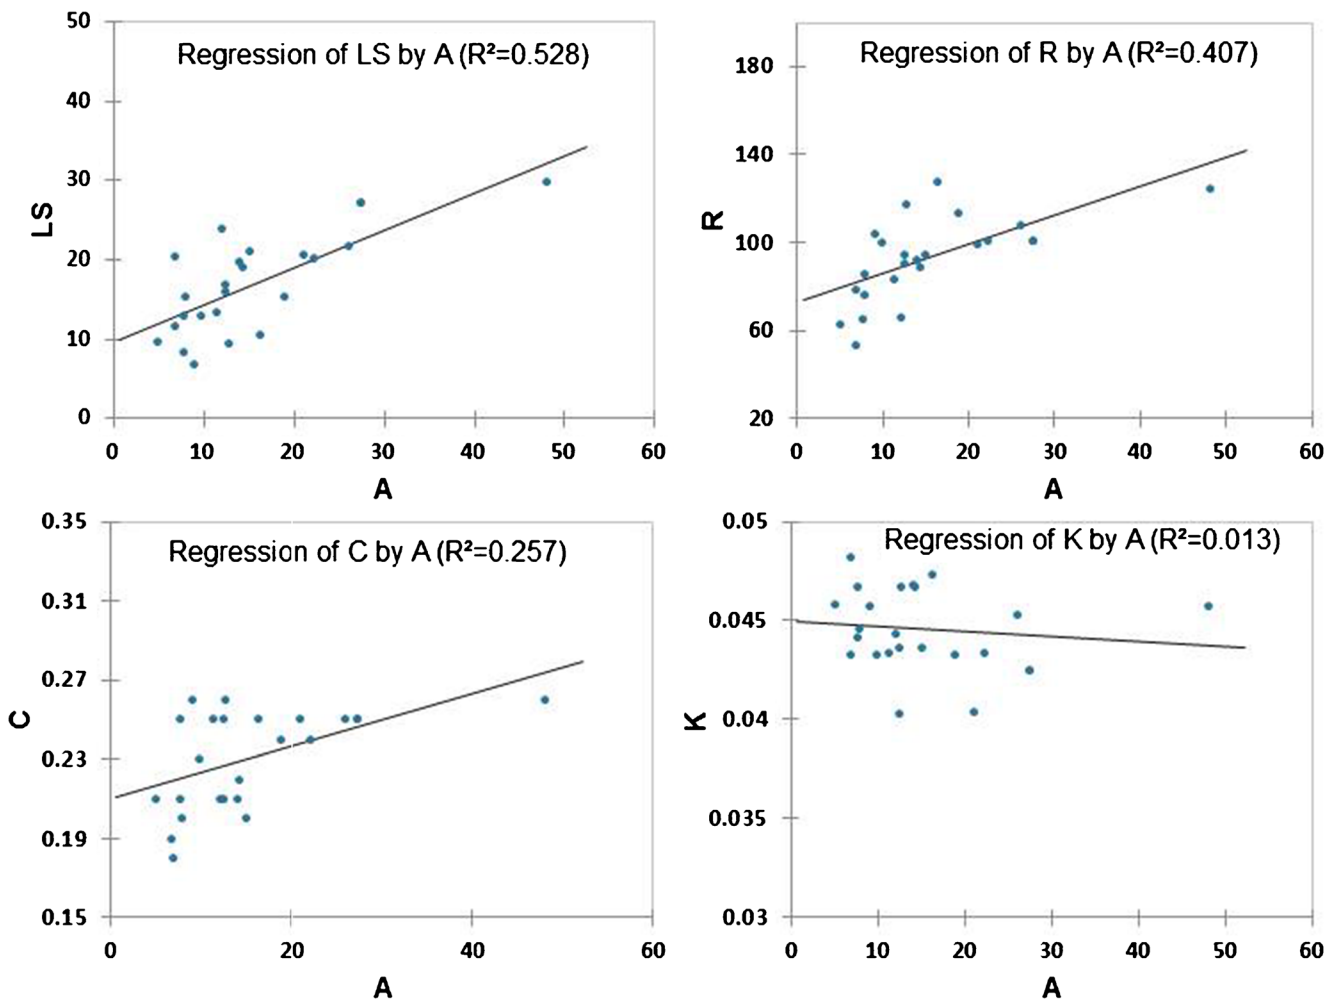 Regression of LS by A (R²=0.528)
50
40
30
20
10
0
LS
0 10 20 30 40 50 60
A
Regression of R by A (R²=0.407)
180
140
100
60
20
R
0 10 20 30 40 50 60
A
Regression of C by A (R²=0.257)
0.35
0.31
0.27
0.23
0.19
0.15
C
0 20 40 60
A
Regression of K by A (R²=0.013)
0.05
0.045
0.04
0.035
0.03
K
0 10 20 30 40 50 60
A